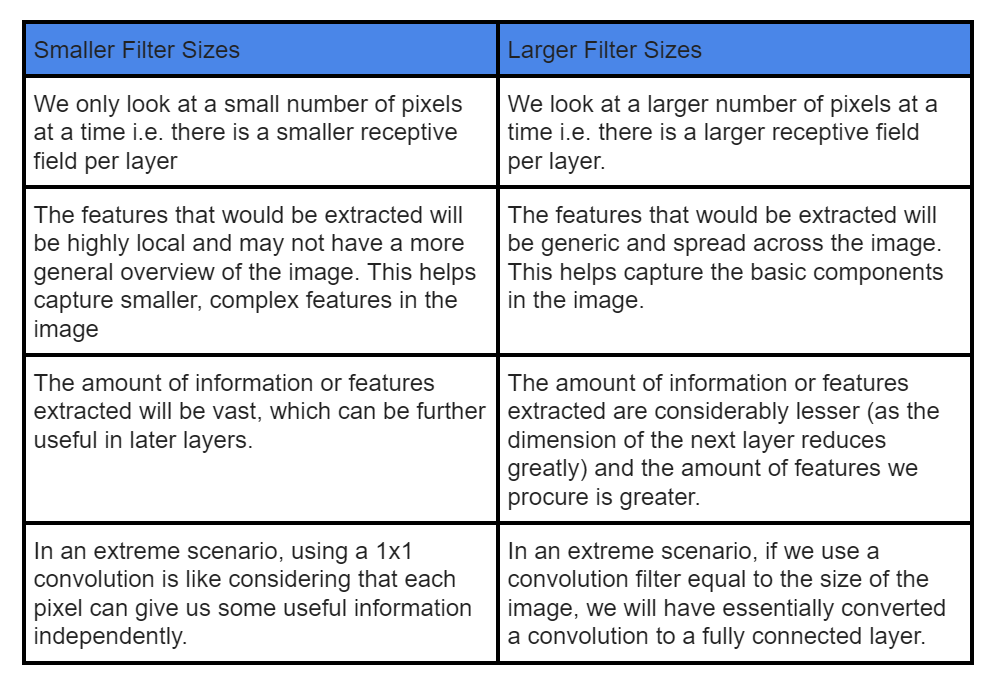 Smaller Filter Sizes
Larger Filter Sizes
We only look at a small number of pixels
at a time i.e. there is a smaller receptive
field per layer
We look at a larger number of pixels at a
time i.e. there is a larger receptive field
per layer.
The features that would be extracted will
be highly local and may not have a more
general overview of the image. This helps
capture smaller, complex features in the
image
The features that would be extracted will
be generic and spread across the image.
This helps capture the basic components
in the image.
The amount of information or features
extracted will be vast, which can be further
useful in later layers.
The amount of information or features
extracted are considerably lesser (as the
dimension of the next layer reduces
greatly) and the amount of features we
procure is greater.
In an extreme scenario, using a 1x1
convolution is like considering that each
pixel can give us some useful information
independently.
In an extreme scenario, if we use a
convolution filter equal to the size of the
image, we will have essentially converted
a convolution to a fully connected layer.